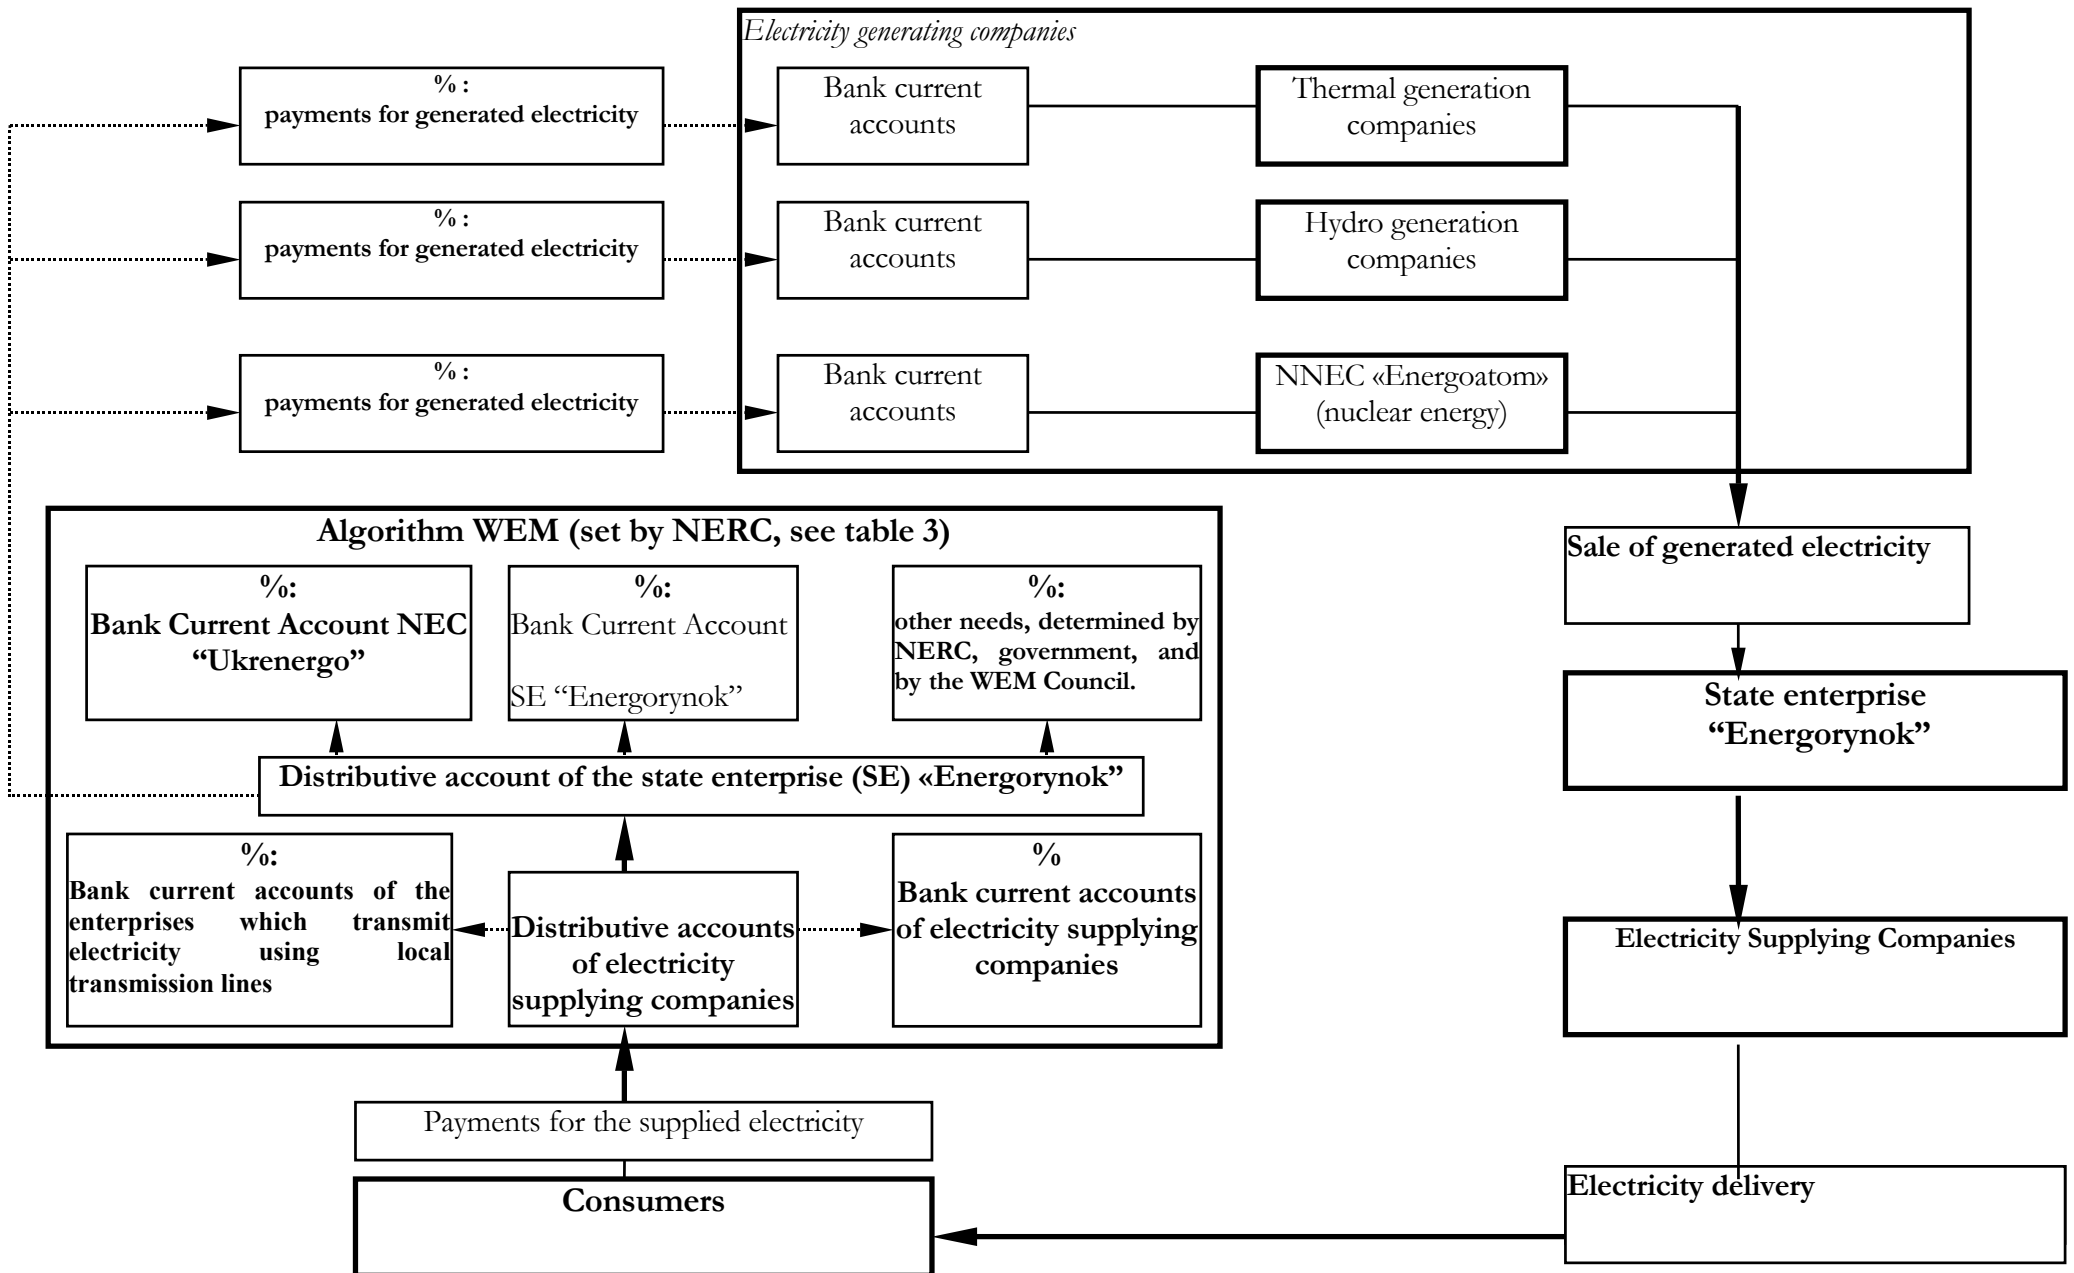 Electricity generating companies
% :
payments for generated electricity
Bank current
accounts
Thermal generation
companies
% :
payments for generated electricity
Bank current
accounts
Hydro generation
companies
% :
payments for generated electricity
Bank current
accounts
NNEC «Energoatom»
(nuclear energy)
Algorithm WEM (set by NERC, see table 3)
%:
Bank Current Account NEC
“Ukrenergo”
%:
Bank Current Account
SE “Energorynok”
%:
other needs, determined by
NERC, government, and
by the WEM Council.
Distributive account of the state enterprise (SE) «Energorynok”
%:
Bank current accounts of the
enterprises which transmit
electricity using local
transmission lines
Distributive accounts
of electricity
supplying companies
%
Bank current accounts
of electricity supplying
companies
Payments for the supplied electricity
Consumers
Sale of generated electricity
State enterprise
“Energorynok”
Electricity Supplying Companies
Electricity delivery